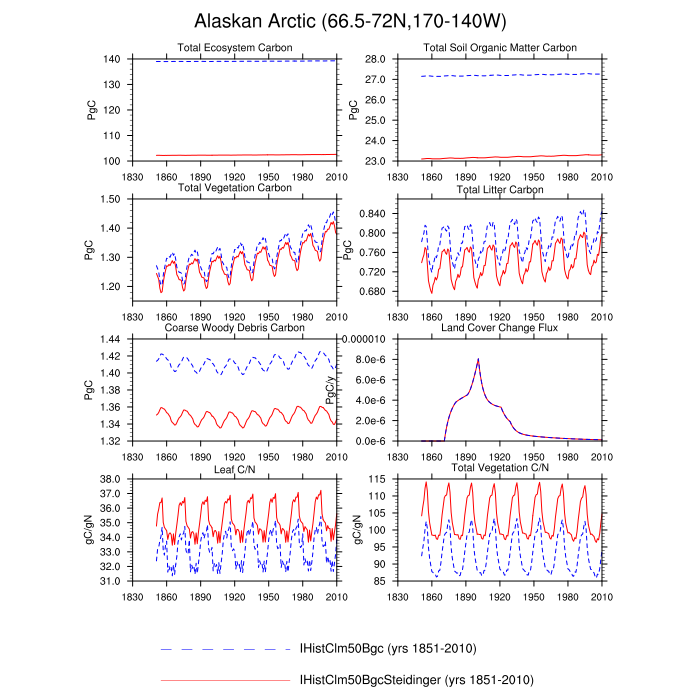 Alaskan Arctic (66.5-72N,170-140W)
Total Ecosystem Carbon
140
130
120
110
100
PgC
1830 1860 1890 1920 1950 1980 2010
Total Soil Organic Matter Carbon
28.0
27.0
26.0
25.0
24.0
23.0
PgC
1830 1860 1890 1920 1950 1980 2010
Total Vegetation Carbon
1.50
1.40
1.30
1.20
PgC
1830 1860 1890 1920 1950 1980 2010
Total Litter Carbon
0.840
0.800
0.760
0.720
0.680
PgC
1830 1860 1890 1920 1950 1980 2010
Coarse Woody Debris Carbon
1.44
1.42
1.40
1.38
1.36
1.34
1.32
PgC
1830 1860 1890 1920 1950 1980 2010
Land Cover Change Flux
0.000010
8.0e-6
6.0e-6
4.0e-6
2.0e-6
0.0e-6
PgC/y
1830 1860 1890 1920 1950 1980 2010
Leaf C/N
38.0
37.0
36.0
35.0
34.0
33.0
32.0
31.0
gC/gN
1830 1860 1890 1920 1950 1980 2010
Total Vegetation C/N
115
110
105
100
95
90
85
gC/gN
1830 1860 1890 1920 1950 1980 2010
IHistClm50Bgc (yrs 1851-2010)
IHistClm50BgcSteidinger (yrs 1851-2010)